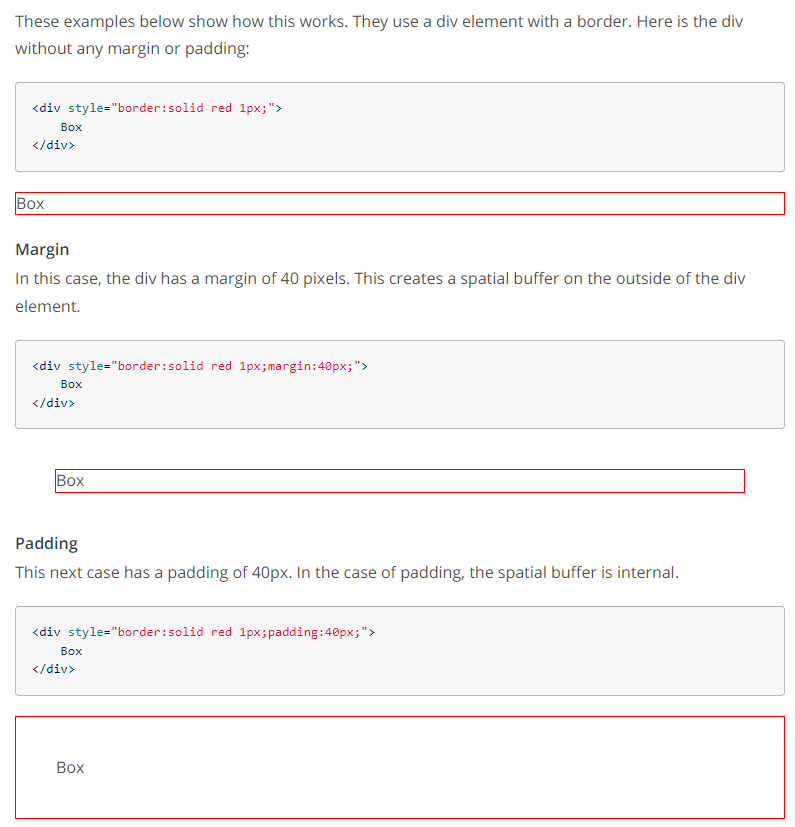 These examples below show how this works. They use a div element with a border. Here is the div
without any margin or padding:
<div style="border:solid red 1px;">
    Box
</div>
Box
Margin
In this case, the div has a margin of 40 pixels. This creates a spatial buffer on the outside of the div
element.
<div style="border:solid red 1px;margin:40px;">
    Box
</div>
Box
Padding
This next case has a padding of 40px. In the case of padding, the spatial buffer is internal.
<div style="border:solid red 1px;padding:40px;">
    Box
</div>
Box